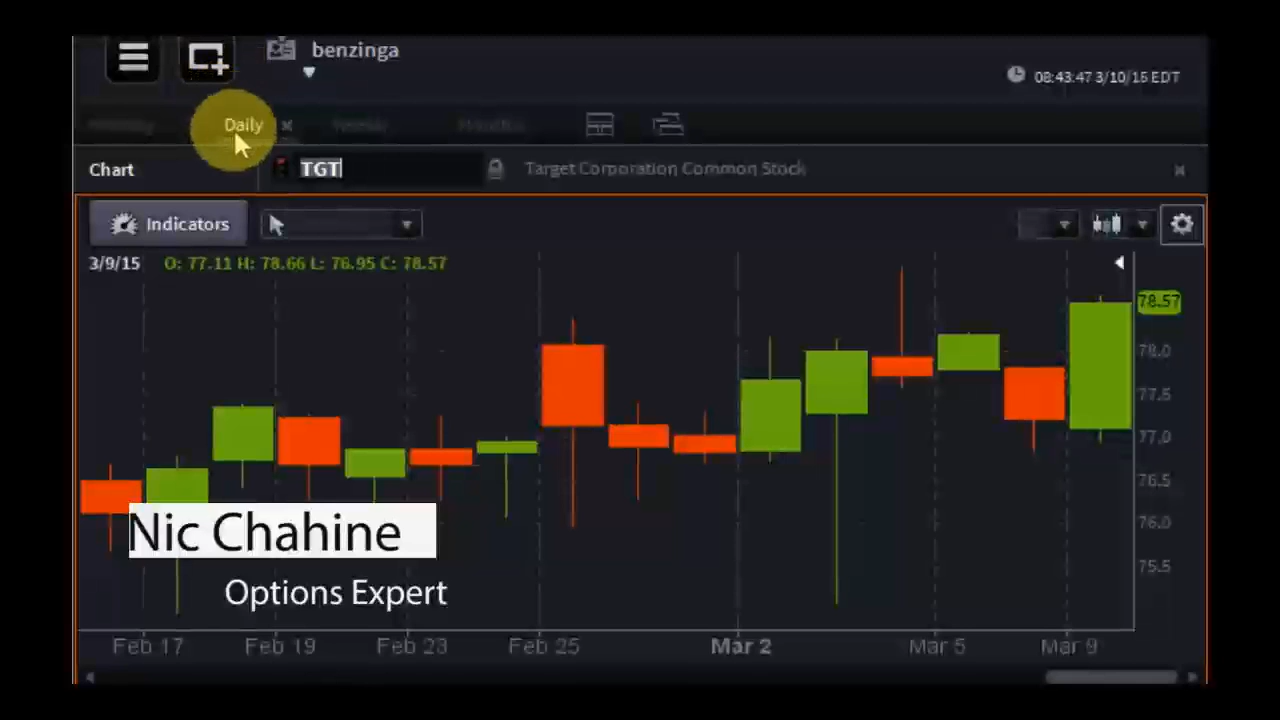 benzinga
08:43:47 3/10/15 EDT
Daily
Chart
TGT
Target Corporation Common Stock
Indicators
3/9/15 O: 77.11 H: 78.66 L: 76.95 C: 78.57
78.57
78.0
77.5
77.0
76.5
76.0
75.5
Nic Chahine
Options Expert
Feb 17 Feb 19 Feb 23 Feb 25 Mar 2 Mar 5 Mar 9